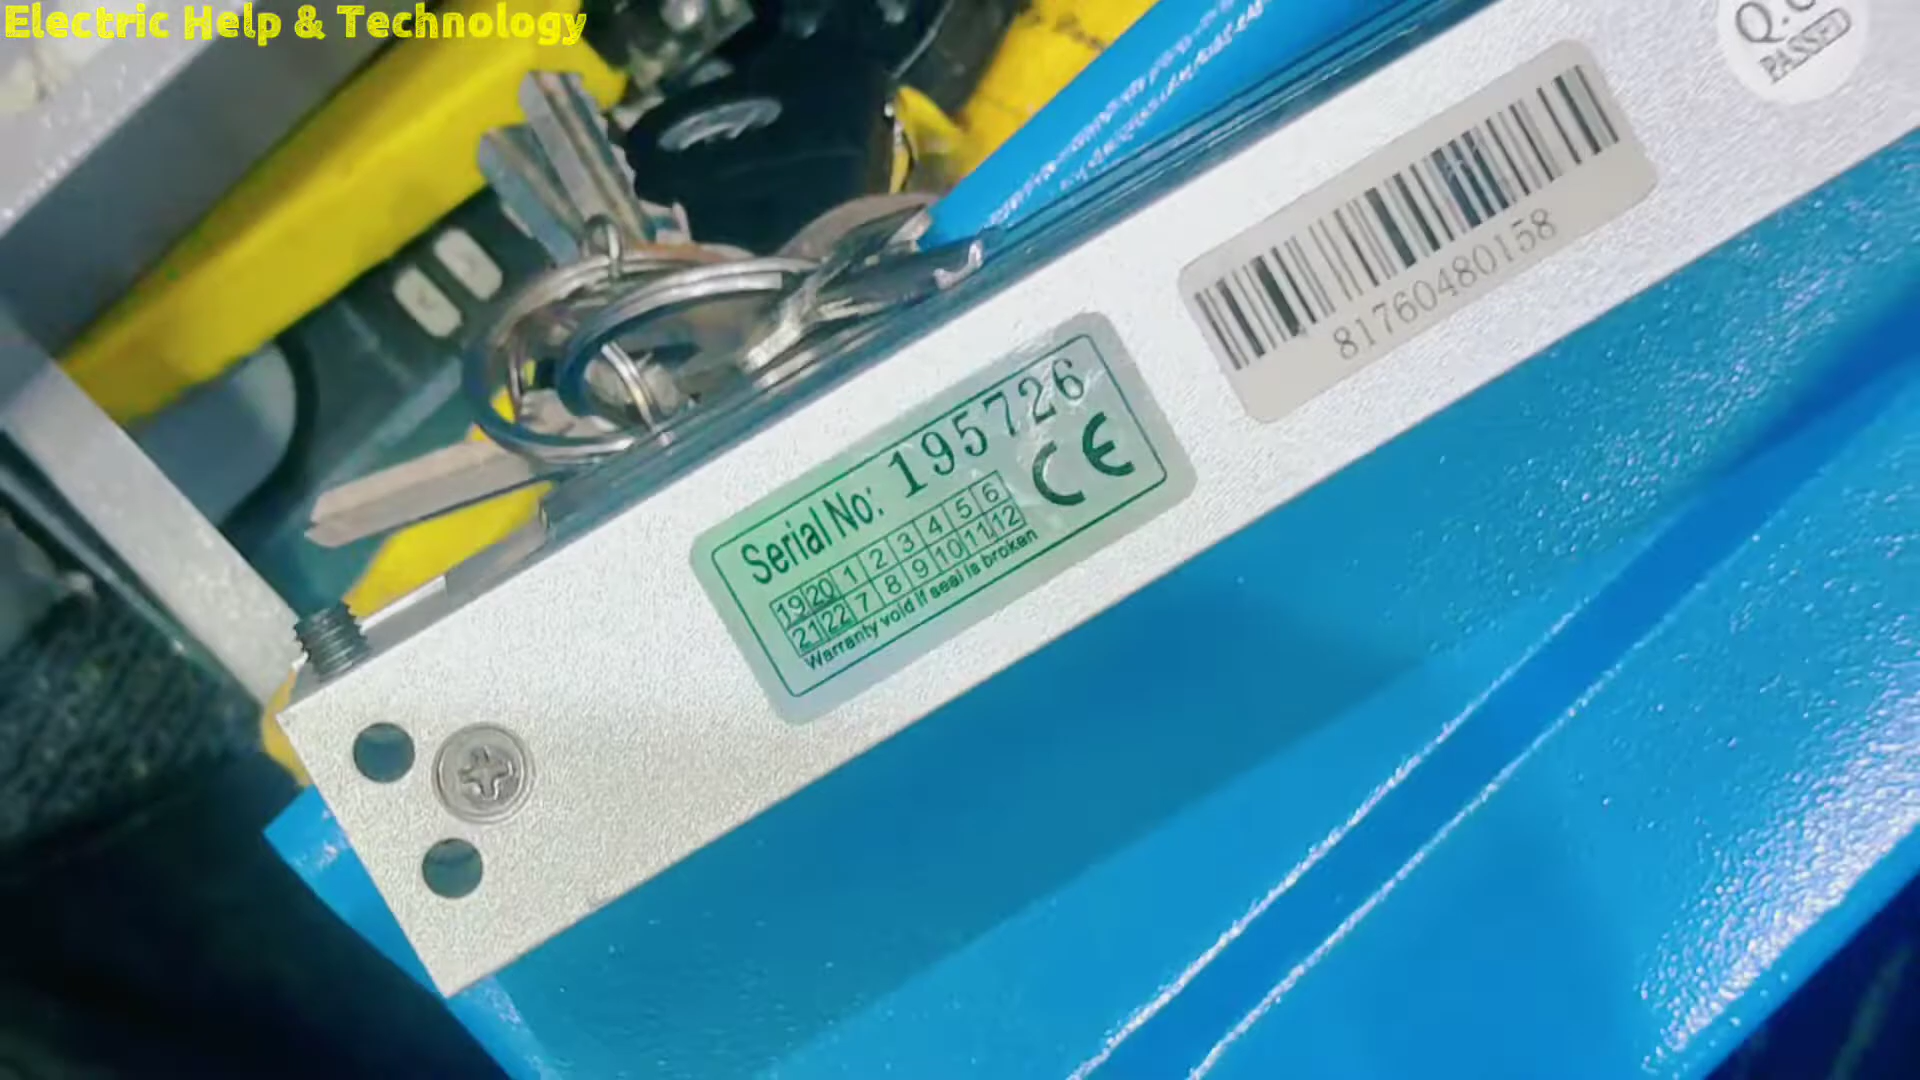 Electric Help & Technology
PASSED
81760480158
Serial No: 195726
CE
19 20 1 2 3 4 5 6
21 22 7 8 9 10 11 12
Warranty void if seal is broken